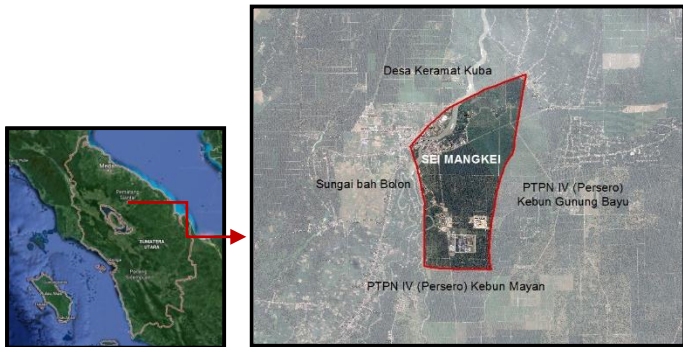 Desa Keramat Kuba
SEI MANGKEI
Sungai bah Bolon
PTPN IV (Persero)
Kebun Gunung Bayu
PTPN IV (Persero) Kebun Mayan
SUMATERA
UTARA